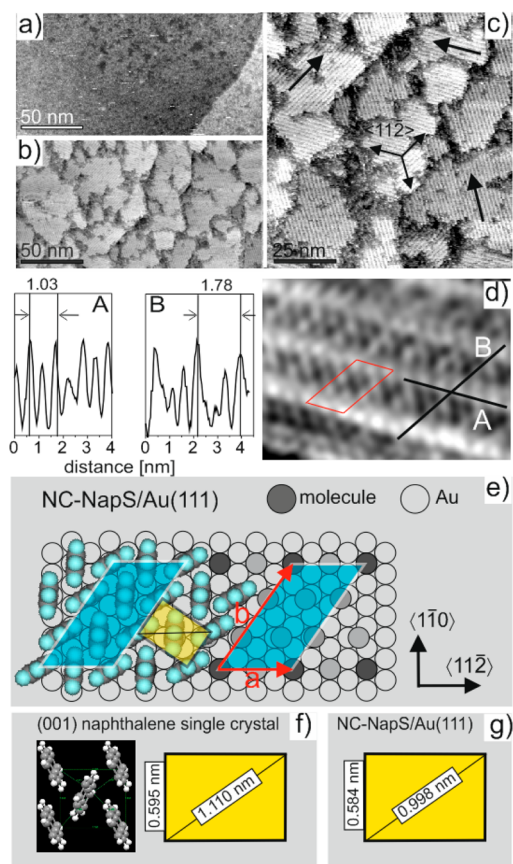 a)
50 nm
b)
50 nm
c)
<112̄>
25 nm
1.03
A
0 1 2 3 4
1.78
B
0 1 2 3 4
distance [nm]
d)
B
A
NC-NapS/Au(111)
molecule
Au
e)
b
a
⟨11̄0⟩
⟨112̄⟩
(001) naphthalene single crystal
f)
0.595 nm
1.110 nm
NC-NapS/Au(111)
g)
0.584 nm
0.998 nm